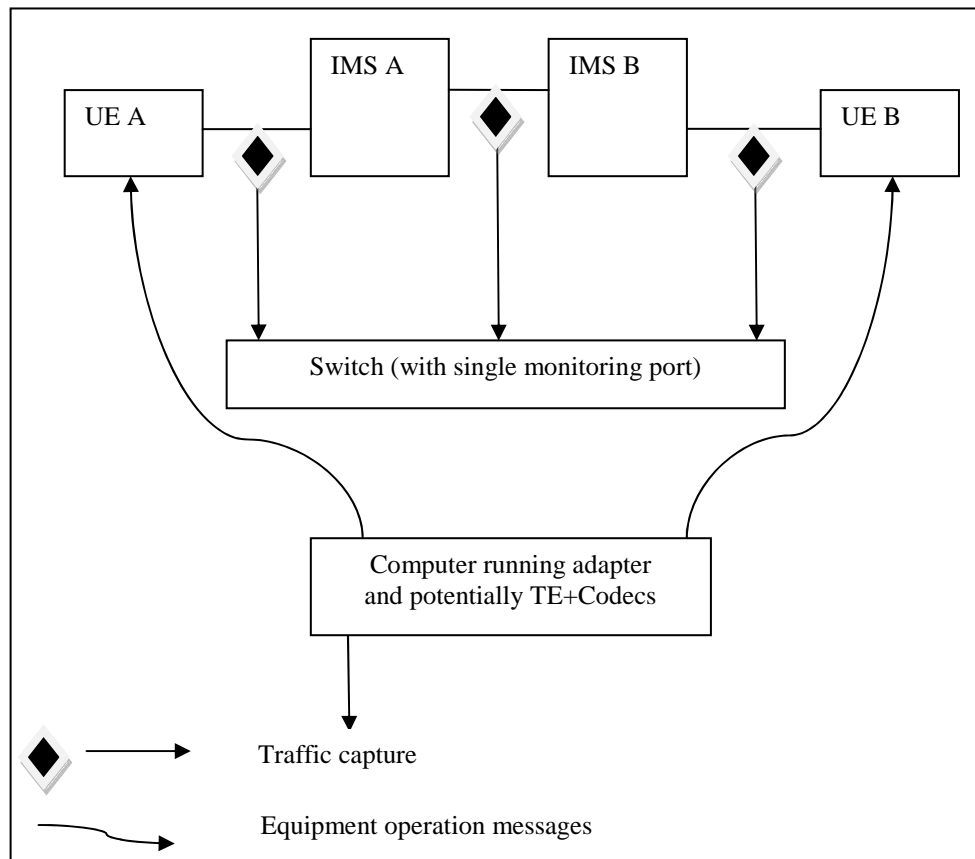 IMS A
IMS B
UE A
UE B
Switch (with single monitoring port)
Computer running adapter
and potentially TE+Codecs
Traffic capture
Equipment operation messages